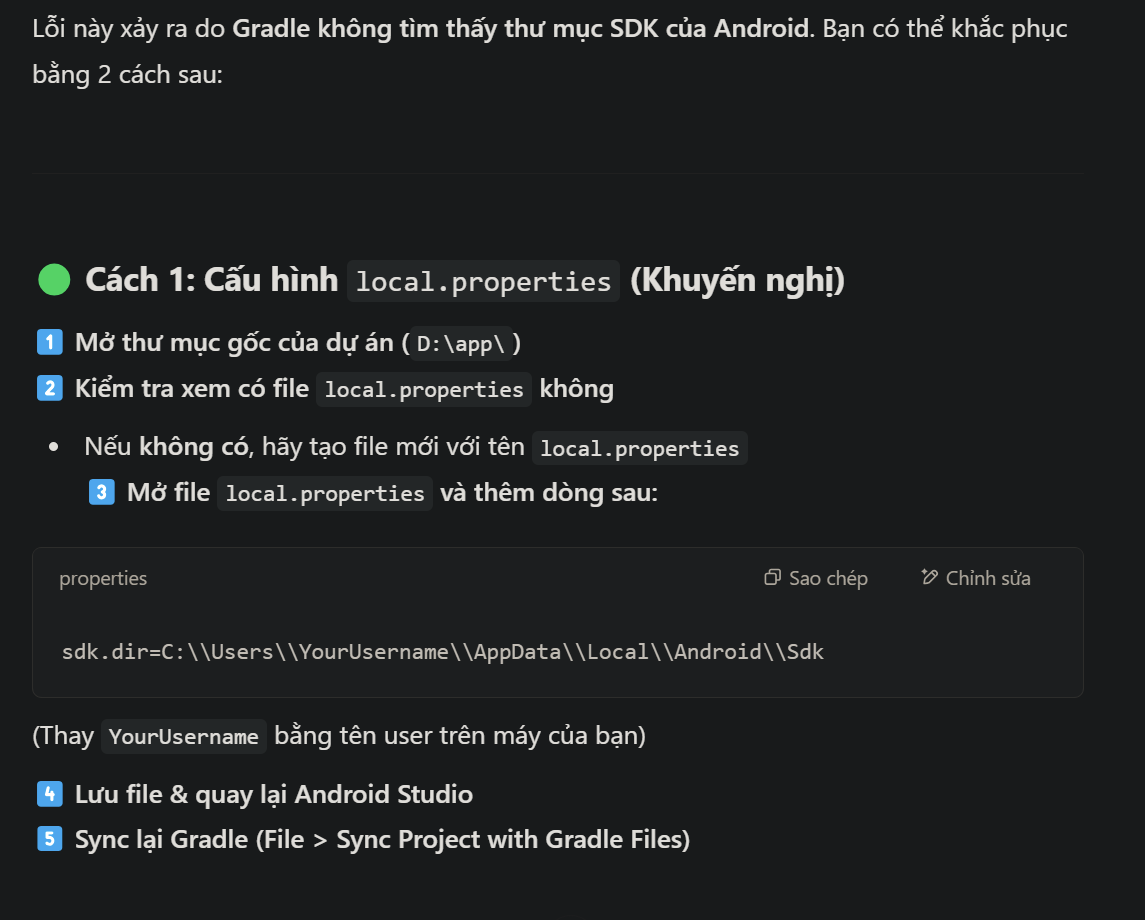 Lỗi này xảy ra do Gradle không tìm thấy thư mục SDK của Android. Bạn có thể khắc phục
bằng 2 cách sau:
Cách 1: Cấu hình local.properties (Khuyến nghị)
1 Mở thư mục gốc của dự án (D:\app\)
2 Kiểm tra xem có file local.properties không
• Nếu không có, hãy tạo file mới với tên local.properties
3 Mở file local.properties và thêm dòng sau:
properties Sao chép Chỉnh sửa
sdk.dir=C:\\Users\\YourUsername\\AppData\\Local\\Android\\Sdk
(Thay YourUsername bằng tên user trên máy của bạn)
4 Lưu file & quay lại Android Studio
5 Sync lại Gradle (File > Sync Project with Gradle Files)